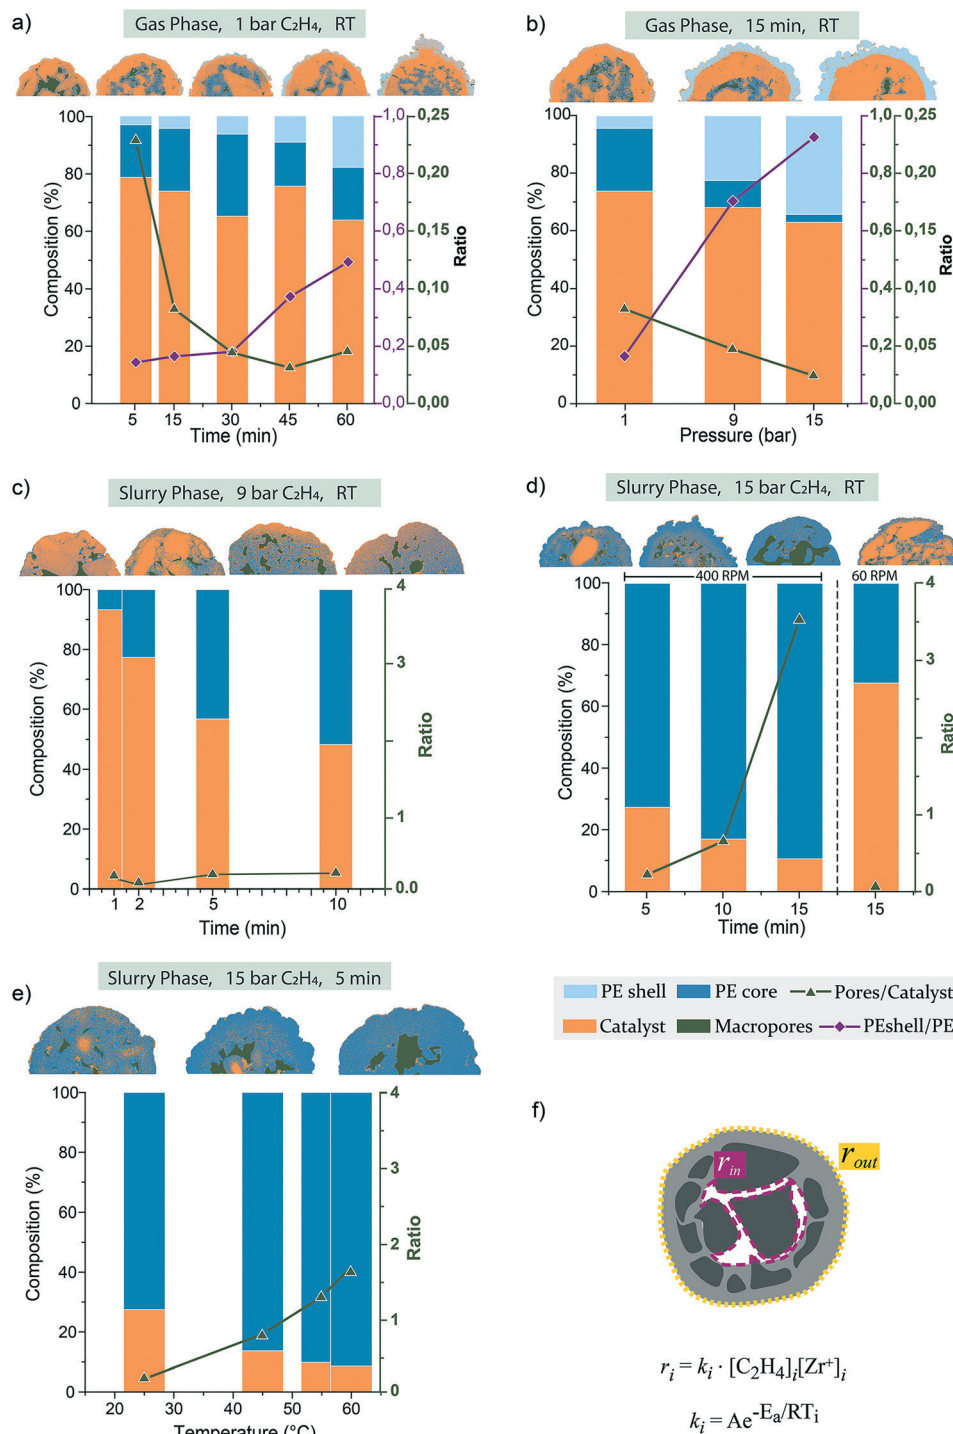 a)
Gas Phase, 1 bar C₂H₄, RT
Composition (%)
100
80
60
40
20
0
5 15 30 45 60
Time (min)
1,0
0,8
0,6
0,4
0,2
0,0
0,25
0,20
0,15
0,10
0,05
0,00
Ratio
b)
Gas Phase, 15 min, RT
Composition (%)
100
80
60
40
20
0
1 9 15
Pressure (bar)
1,0
0,8
0,6
0,4
0,2
0,0
0,25
0,20
0,15
0,10
0,05
0,00
Ratio
c)
Slurry Phase, 9 bar C₂H₄, RT
Composition (%)
100
80
60
40
20
0
1 2 5 10
Time (min)
4
3
2
1
0.0
Ratio
d)
Slurry Phase, 15 bar C₂H₄, RT
400 RPM 60 RPM
Composition (%)
100
80
60
40
20
0
5 10 15 15
Time (min)
4
3
2
1
0
Ratio
e)
Slurry Phase, 15 bar C₂H₄, 5 min
Composition (%)
100
80
60
40
20
0
20 30 40 50 60
Temperature (°C)
4
3
2
1
0
Ratio
PE shell PE core Pores/Catalyst
Catalyst Macropores PEshell/PE
f)
r_in
r_out
r_i = k_i · [C₂H₄]_i[Zr⁺]_i
k_i = Ae^-E_a/RT_i